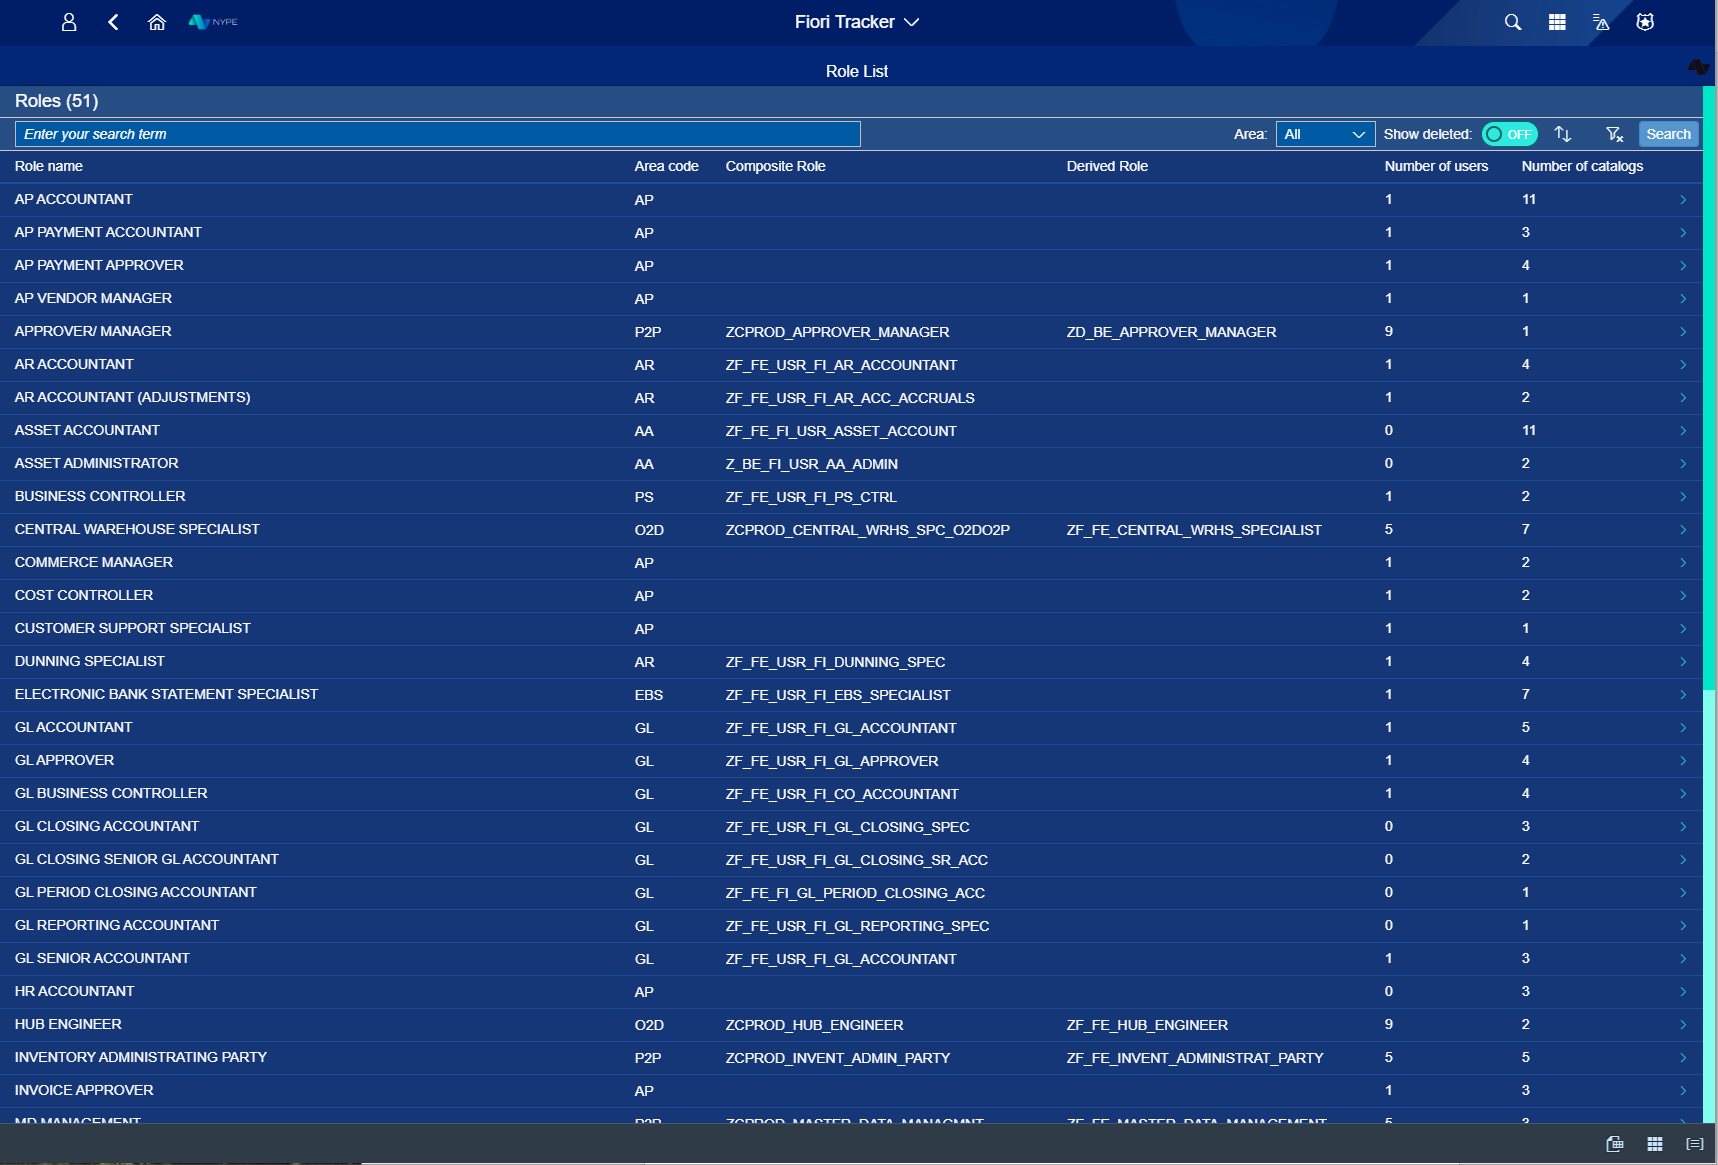 NYPE
Fiori Tracker
Role List
Roles (51)
Enter your search term Area: All Show deleted: OFF Search
Role name Area code Composite Role Derived Role Number of users Number of catalogs
AP ACCOUNTANT AP 1 11
AP PAYMENT ACCOUNTANT AP 1 3
AP PAYMENT APPROVER AP 1 4
AP VENDOR MANAGER AP 1 1
APPROVER/ MANAGER P2P ZCPROD_APPROVER_MANAGER ZD_BE_APPROVER_MANAGER 9 1
AR ACCOUNTANT AR ZF_FE_USR_FI_AR_ACCOUNTANT 1 4
AR ACCOUNTANT (ADJUSTMENTS) AR ZF_FE_USR_FI_AR_ACC_ACCRUALS 1 2
ASSET ACCOUNTANT AA ZF_FE_FI_USR_ASSET_ACCOUNT 0 11
ASSET ADMINISTRATOR AA Z_BE_FI_USR_AA_ADMIN 0 2
BUSINESS CONTROLLER PS ZF_FE_USR_FI_PS_CTRL 1 2
CENTRAL WAREHOUSE SPECIALIST O2D ZCPROD_CENTRAL_WRHS_SPC_O2DO2P ZF_FE_CENTRAL_WRHS_SPECIALIST 5 7
COMMERCE MANAGER AP 1 2
COST CONTROLLER AP 1 2
CUSTOMER SUPPORT SPECIALIST AP 1 1
DUNNING SPECIALIST AR ZF_FE_USR_FI_DUNNING_SPEC 1 4
ELECTRONIC BANK STATEMENT SPECIALIST EBS ZF_FE_USR_FI_EBS_SPECIALIST 1 7
GL ACCOUNTANT GL ZF_FE_USR_FI_GL_ACCOUNTANT 1 5
GL APPROVER GL ZF_FE_USR_FI_GL_APPROVER 1 4
GL BUSINESS CONTROLLER GL ZF_FE_USR_FI_CO_ACCOUNTANT 1 4
GL CLOSING ACCOUNTANT GL ZF_FE_USR_FI_GL_CLOSING_SPEC 0 3
GL CLOSING SENIOR GL ACCOUNTANT GL ZF_FE_USR_FI_GL_CLOSING_SR_ACC 0 2
GL PERIOD CLOSING ACCOUNTANT GL ZF_FE_FI_GL_PERIOD_CLOSING_ACC 0 1
GL REPORTING ACCOUNTANT GL ZF_FE_USR_FI_GL_REPORTING_SPEC 0 1
GL SENIOR ACCOUNTANT GL ZF_FE_USR_FI_GL_ACCOUNTANT 1 3
HR ACCOUNTANT AP 0 3
HUB ENGINEER O2D ZCPROD_HUB_ENGINEER ZF_FE_HUB_ENGINEER 9 2
INVENTORY ADMINISTRATING PARTY P2P ZCPROD_INVENT_ADMIN_PARTY ZF_FE_INVENT_ADMINISTRAT_PARTY 5 5
INVOICE APPROVER AP 1 3
MD MANAGEMENT P2P ZCPROD_MASTER_DATA_MANAGMNT ZF_FE_MASTER_DATA_MANAGEMENT 5